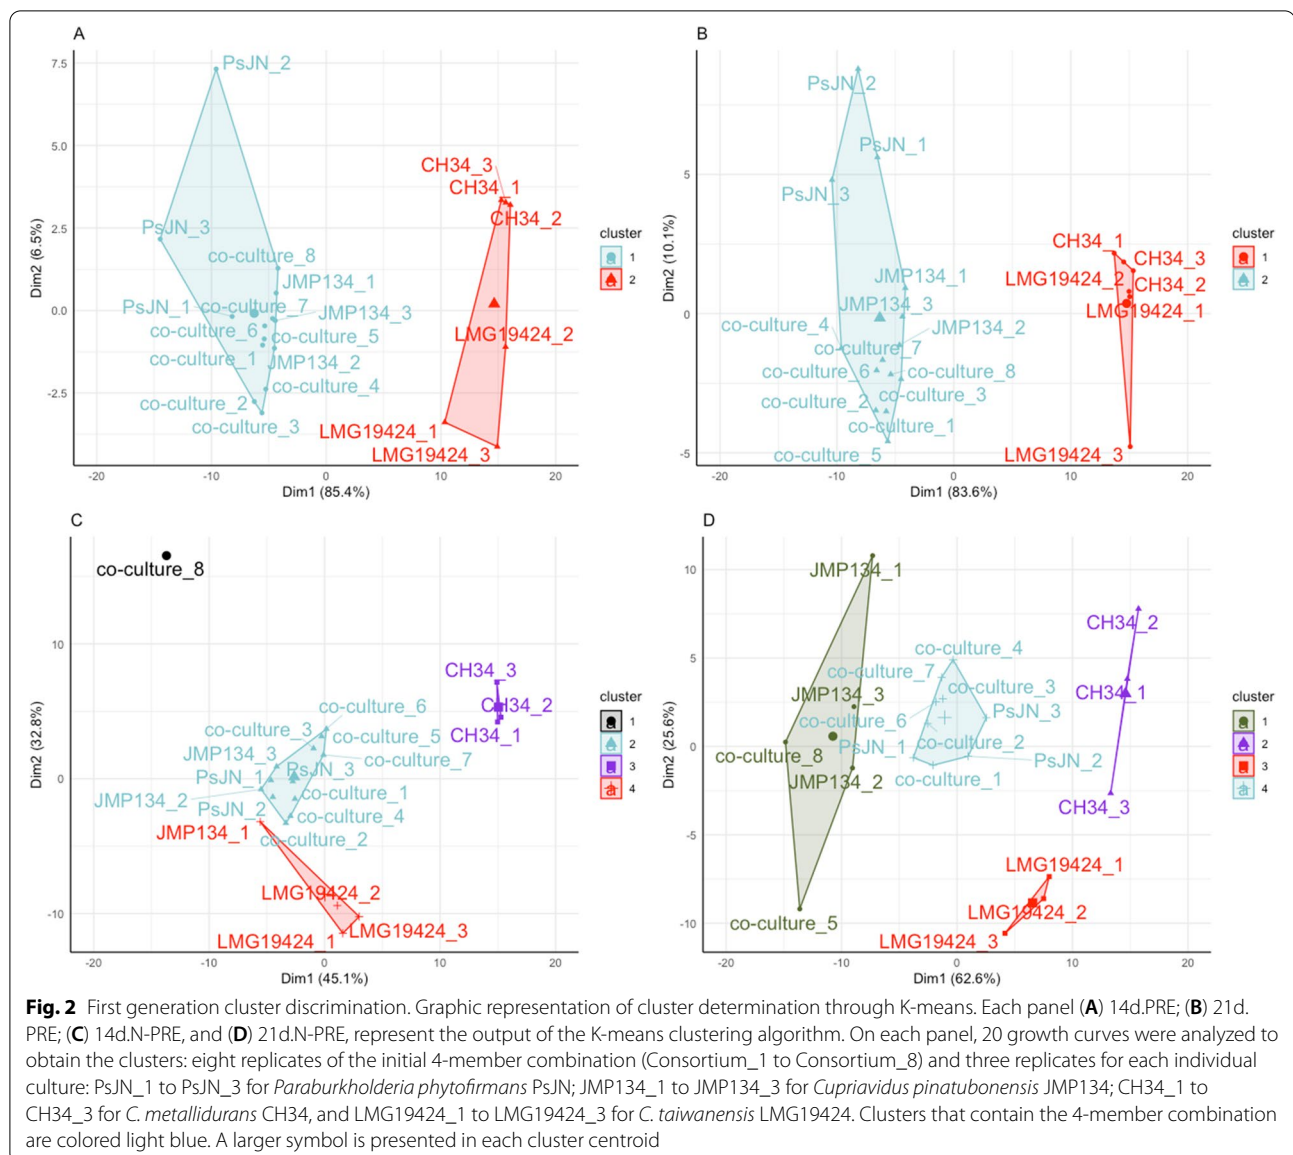 A
7.5
5.0
2.5
0.0
-2.5
Dim2 (6.5%)
-20 -10 0 10 20
Dim1 (85.4%)
PsJN_2
PsJN_3
co-culture_8
JMP134_1
PsJN_1 co-culture_7
JMP134_3
co-culture_6
co-culture_5
co-culture_1
JMP134_2
co-culture_4
co-culture_2
co-culture_3
CH34_3
CH34_1
CH34_2
LMG19424_2
LMG19424_1
LMG19424_3
cluster
a 1
a 2
B
5
0
-5
Dim2 (10.1%)
-20 -10 0 10 20
Dim1 (83.6%)
PsJN_2
PsJN_1
PsJN_3
JMP134_1
JMP134_3
co-culture_4
JMP134_2
co-culture_7
co-culture_6
co-culture_8
co-culture_2
co-culture_3
co-culture_1
co-culture_5
CH34_1
CH34_3
LMG19424_2
CH34_2
LMG19424_1
LMG19424_3
cluster
a 1
a 2
C
10
0
-10
Dim2 (32.8%)
-20 -10 0 10 20
Dim1 (45.1%)
co-culture_8
CH34_3
CH34_2
CH34_1
co-culture_6
co-culture_3
co-culture_5
JMP134_3
co-culture_7
PsJN_1
PsJN_3
JMP134_2
co-culture_1
PsJN_2
co-culture_4
JMP134_1
co-culture_2
LMG19424_2
LMG19424_1
LMG19424_3
cluster
a 1
a 2
a 3
a 4
D
10
5
0
-5
-10
Dim2 (25.6%)
-20 -10 0 10 20
Dim1 (62.6%)
JMP134_1
JMP134_3
co-culture_8
JMP134_2
co-culture_5
co-culture_4
co-culture_7
co-culture_3
co-culture_6
PsJN_3
PsJN_1
co-culture_2
PsJN_2
co-culture_1
CH34_2
CH34_1
CH34_3
LMG19424_1
LMG19424_2
LMG19424_3
cluster
a 1
a 2
a 3
a 4
Fig. 2 First generation cluster discrimination. Graphic representation of cluster determination through K-means. Each panel (A) 14d.PRE; (B) 21d.
PRE; (C) 14d.N-PRE, and (D) 21d.N-PRE, represent the output of the K-means clustering algorithm. On each panel, 20 growth curves were analyzed to
obtain the clusters: eight replicates of the initial 4-member combination (Consortium_1 to Consortium_8) and three replicates for each individual
culture: PsJN_1 to PsJN_3 for Paraburkholderia phytofirmans PsJN; JMP134_1 to JMP134_3 for Cupriavidus pinatubonensis JMP134; CH34_1 to
CH34_3 for C. metallidurans CH34, and LMG19424_1 to LMG19424_3 for C. taiwanensis LMG19424. Clusters that contain the 4-member combination
are colored light blue. A larger symbol is presented in each cluster centroid